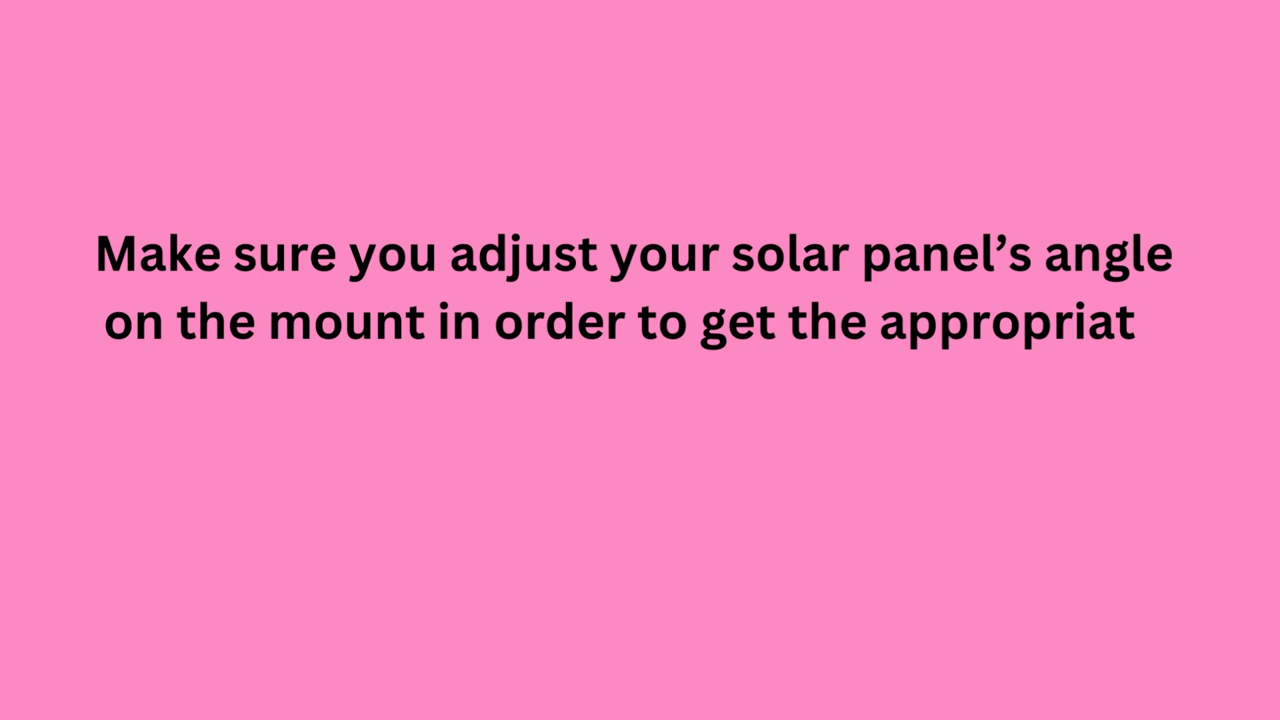 Make sure you adjust your solar panel’s angle
on the mount in order to get the appropriat